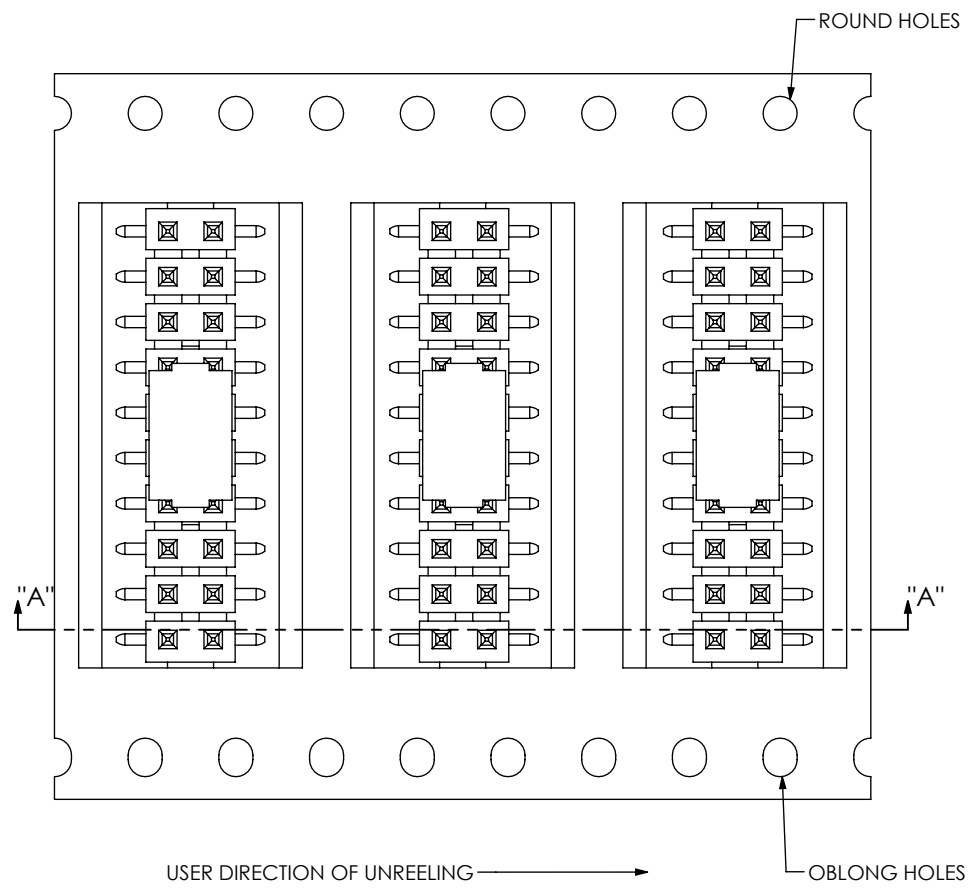 ROUND HOLES
"A" "A"
USER DIRECTION OF UNREELING
OBLONG HOLES